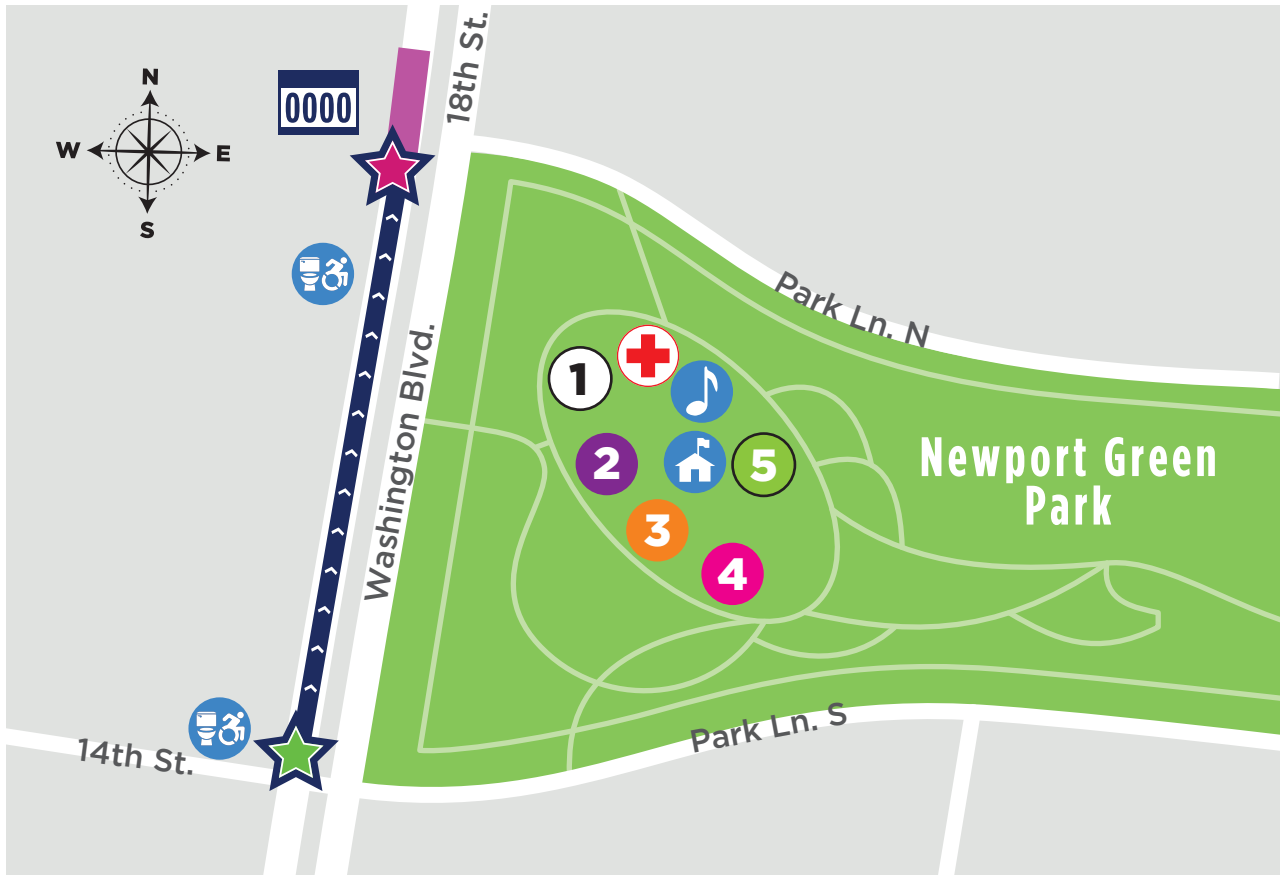 N
W
E
S
0000
18th St.
Park Ln. N
Washington Blvd.
1
2
3
4
5
Newport Green
Park
14th St.
Park Ln. S